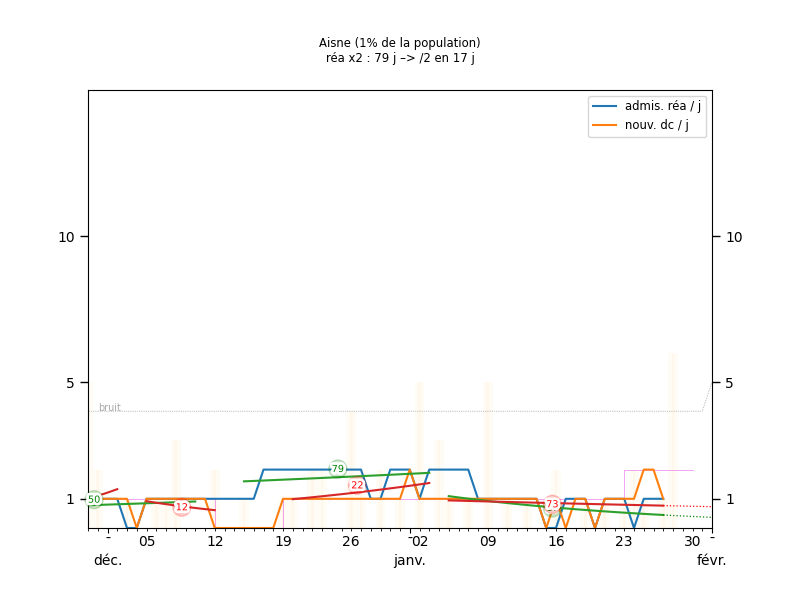 Aisne (1% de la population)
réa x2 : 79 j –> /2 en 17 j
admis. réa / j
nouv. dc / j
10 10
5 5
bruit
79
22
50
12
73
1 1
- 05 12 19 26 -02 09 16 23 30 -
déc. janv. févr.